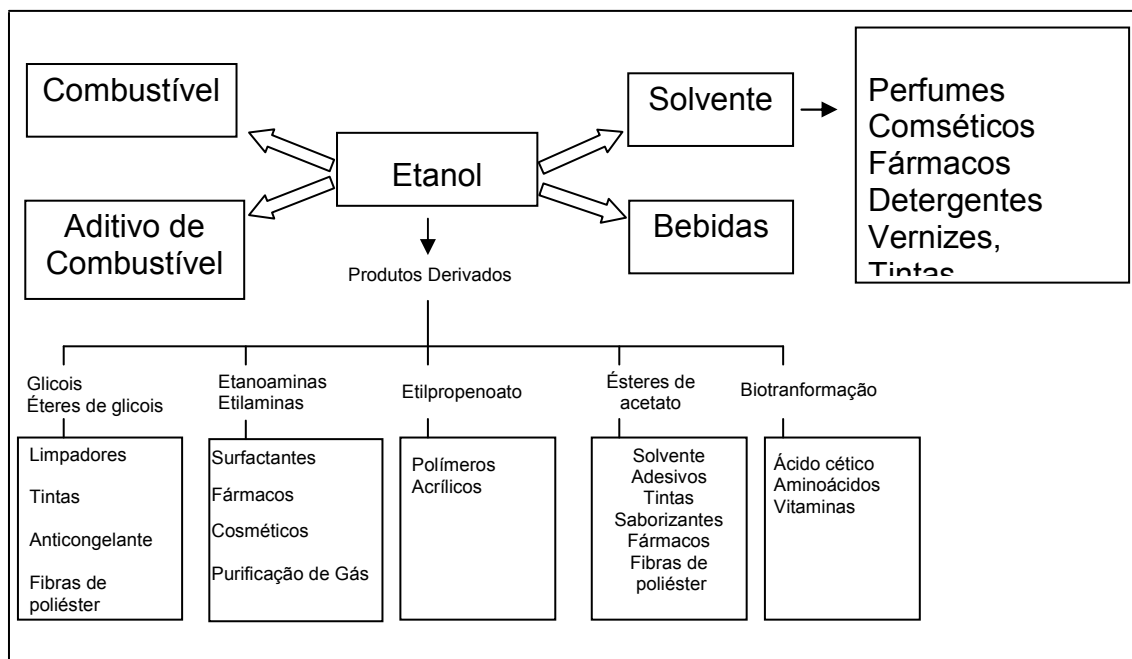 Combustível
Solvente
Perfumes
Comséticos
Fármacos
Detergentes
Vernizes,
Tintas
Etanol
Aditivo de
Combustível
Bebidas
Produtos Derivados
Glicois
Éteres de glicois
Etanoaminas
Etilaminas
Etilpropenoato
Ésteres de
acetato
Biotranformação
Limpadores
Tintas
Anticongelante
Fibras de
poliéster
Surfactantes
Fármacos
Cosméticos
Purificação de Gás
Polímeros
Acrílicos
Solvente
Adesivos
Tintas
Saborizantes
Fármacos
Fibras de
poliéster
Ácido cético
Aminoácidos
Vitaminas